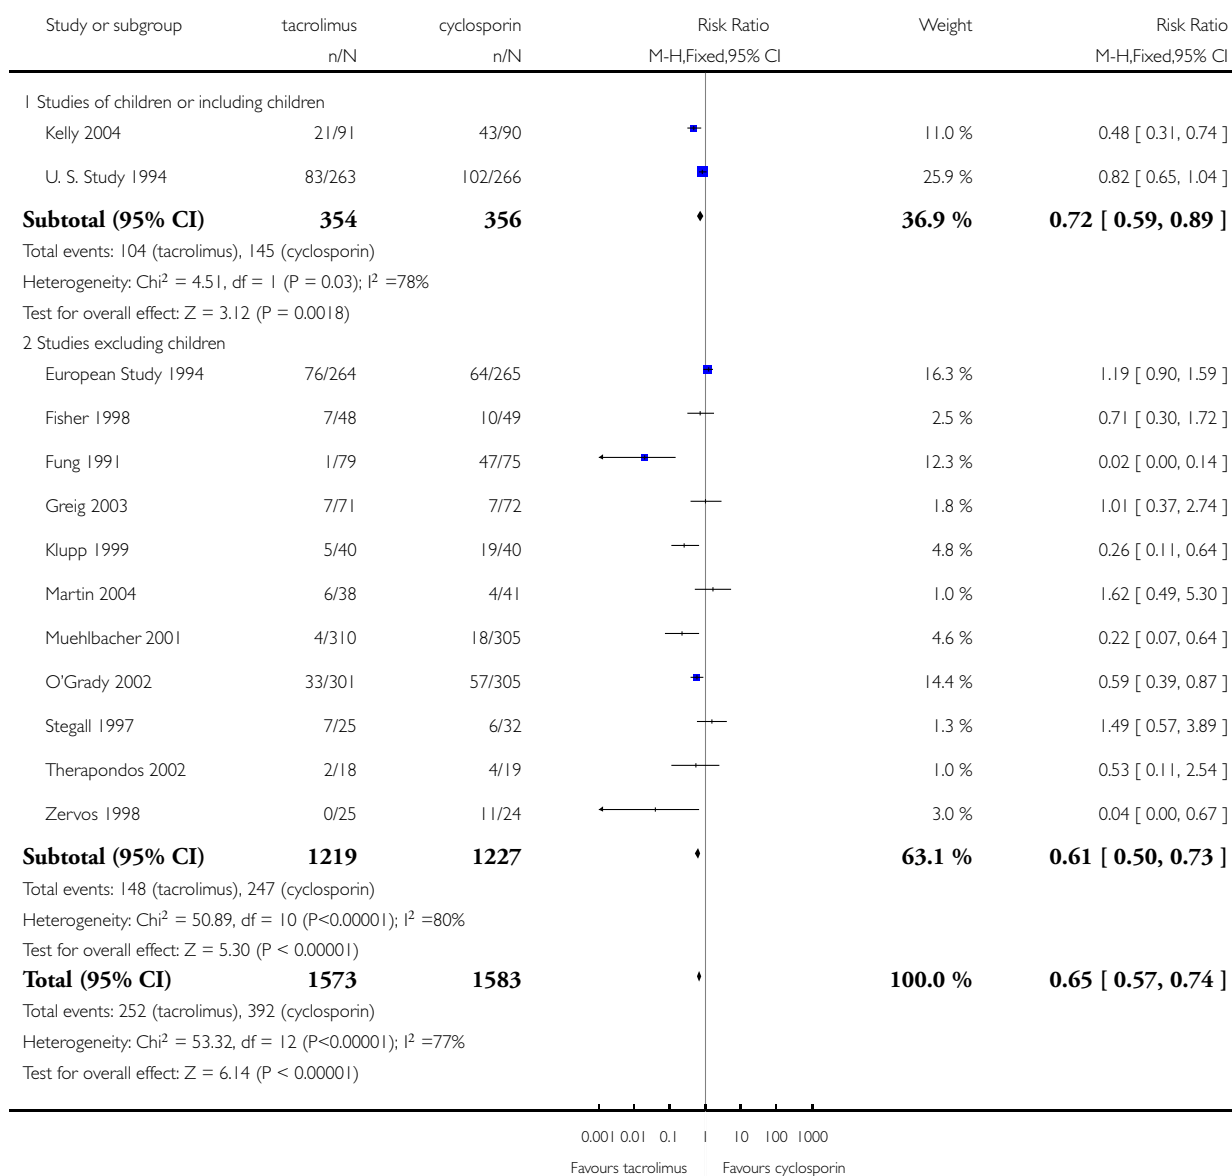 Study or subgroup tacrolimus cyclosporin Risk Ratio Weight Risk Ratio
n/N n/N M-H,Fixed,95% CI M-H,Fixed,95% CI
1 Studies of children or including children
Kelly 2004 21/91 43/90 11.0 % 0.48 [ 0.31, 0.74 ]
U. S. Study 1994 83/263 102/266 25.9 % 0.82 [ 0.65, 1.04 ]
Subtotal (95% CI) 354 356 36.9 % 0.72 [ 0.59, 0.89 ]
Total events: 104 (tacrolimus), 145 (cyclosporin)
Heterogeneity: Chi² = 4.51, df = 1 (P = 0.03); I² =78%
Test for overall effect: Z = 3.12 (P = 0.0018)
2 Studies excluding children
European Study 1994 76/264 64/265 16.3 % 1.19 [ 0.90, 1.59 ]
Fisher 1998 7/48 10/49 2.5 % 0.71 [ 0.30, 1.72 ]
Fung 1991 1/79 47/75 12.3 % 0.02 [ 0.00, 0.14 ]
Greig 2003 7/71 7/72 1.8 % 1.01 [ 0.37, 2.74 ]
Klupp 1999 5/40 19/40 4.8 % 0.26 [ 0.11, 0.64 ]
Martin 2004 6/38 4/41 1.0 % 1.62 [ 0.49, 5.30 ]
Muehlbacher 2001 4/310 18/305 4.6 % 0.22 [ 0.07, 0.64 ]
O'Grady 2002 33/301 57/305 14.4 % 0.59 [ 0.39, 0.87 ]
Stegall 1997 7/25 6/32 1.3 % 1.49 [ 0.57, 3.89 ]
Therapondos 2002 2/18 4/19 1.0 % 0.53 [ 0.11, 2.54 ]
Zervos 1998 0/25 11/24 3.0 % 0.04 [ 0.00, 0.67 ]
Subtotal (95% CI) 1219 1227 63.1 % 0.61 [ 0.50, 0.73 ]
Total events: 148 (tacrolimus), 247 (cyclosporin)
Heterogeneity: Chi² = 50.89, df = 10 (P<0.00001); I² =80%
Test for overall effect: Z = 5.30 (P < 0.00001)
Total (95% CI) 1573 1583 100.0 % 0.65 [ 0.57, 0.74 ]
Total events: 252 (tacrolimus), 392 (cyclosporin)
Heterogeneity: Chi² = 53.32, df = 12 (P<0.00001); I² =77%
Test for overall effect: Z = 6.14 (P < 0.00001)
0.001 0.01 0.1 1 10 100 1000
Favours tacrolimus Favours cyclosporin